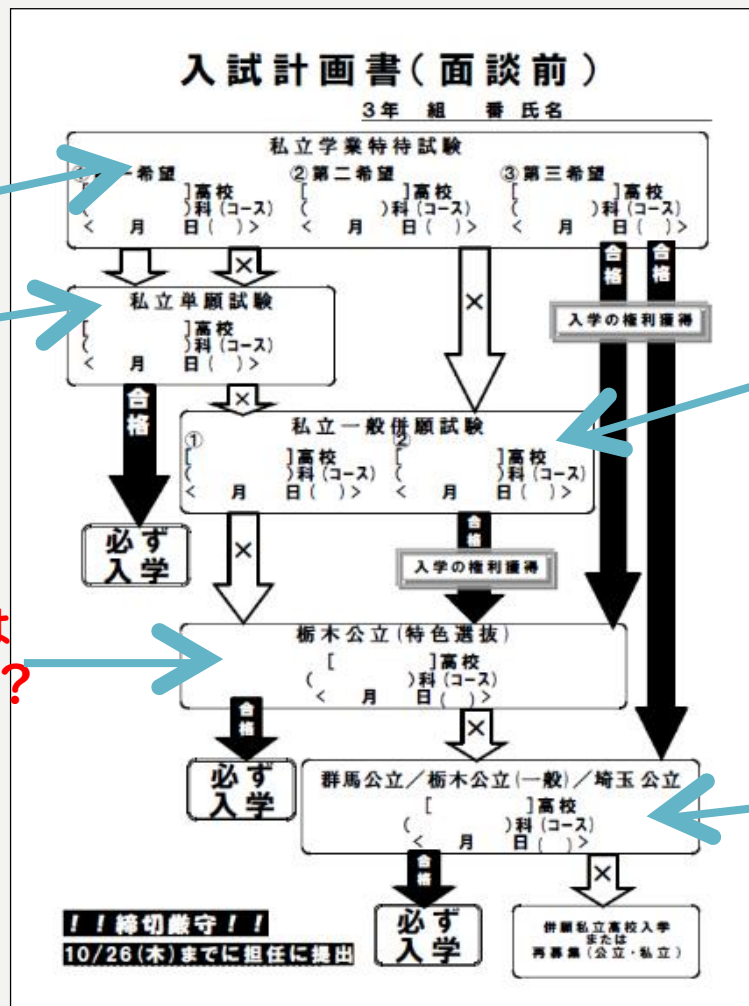 入試計画書(面談前)
3年 組 番 氏名
私立学業特待試験
①第一希望 ②第二希望 ③第三希望
[ ]高校 [ ]高校 [ ]高校
( )科(コース) ( )科(コース) ( )科(コース)
< 月 日( )> < 月 日( )> < 月 日( )>
× 合格 合格
私立単願試験 × 入学の権利獲得
[ ]高校
( )科(コース)
< 月 日( )>
合格 ×
私立一般併願試験
① ②
[ ]高校 [ ]高校
( )科(コース) ( )科(コース)
< 月 日( )> < 月 日( )>
必ず入学 × 合格
入学の権利獲得
は
?
栃木公立(特色選抜)
[ ]高校
( )科(コース)
< 月 日( )>
合格 ×
必ず入学
群馬公立/栃木公立(一般)/埼玉公立
[ ]高校
( )科(コース)
< 月 日( )>
合格 ×
!!締切厳守!!
10/26(木)までに担任に提出
必ず入学
併願私立高校入学
または
再募集(公立・私立)